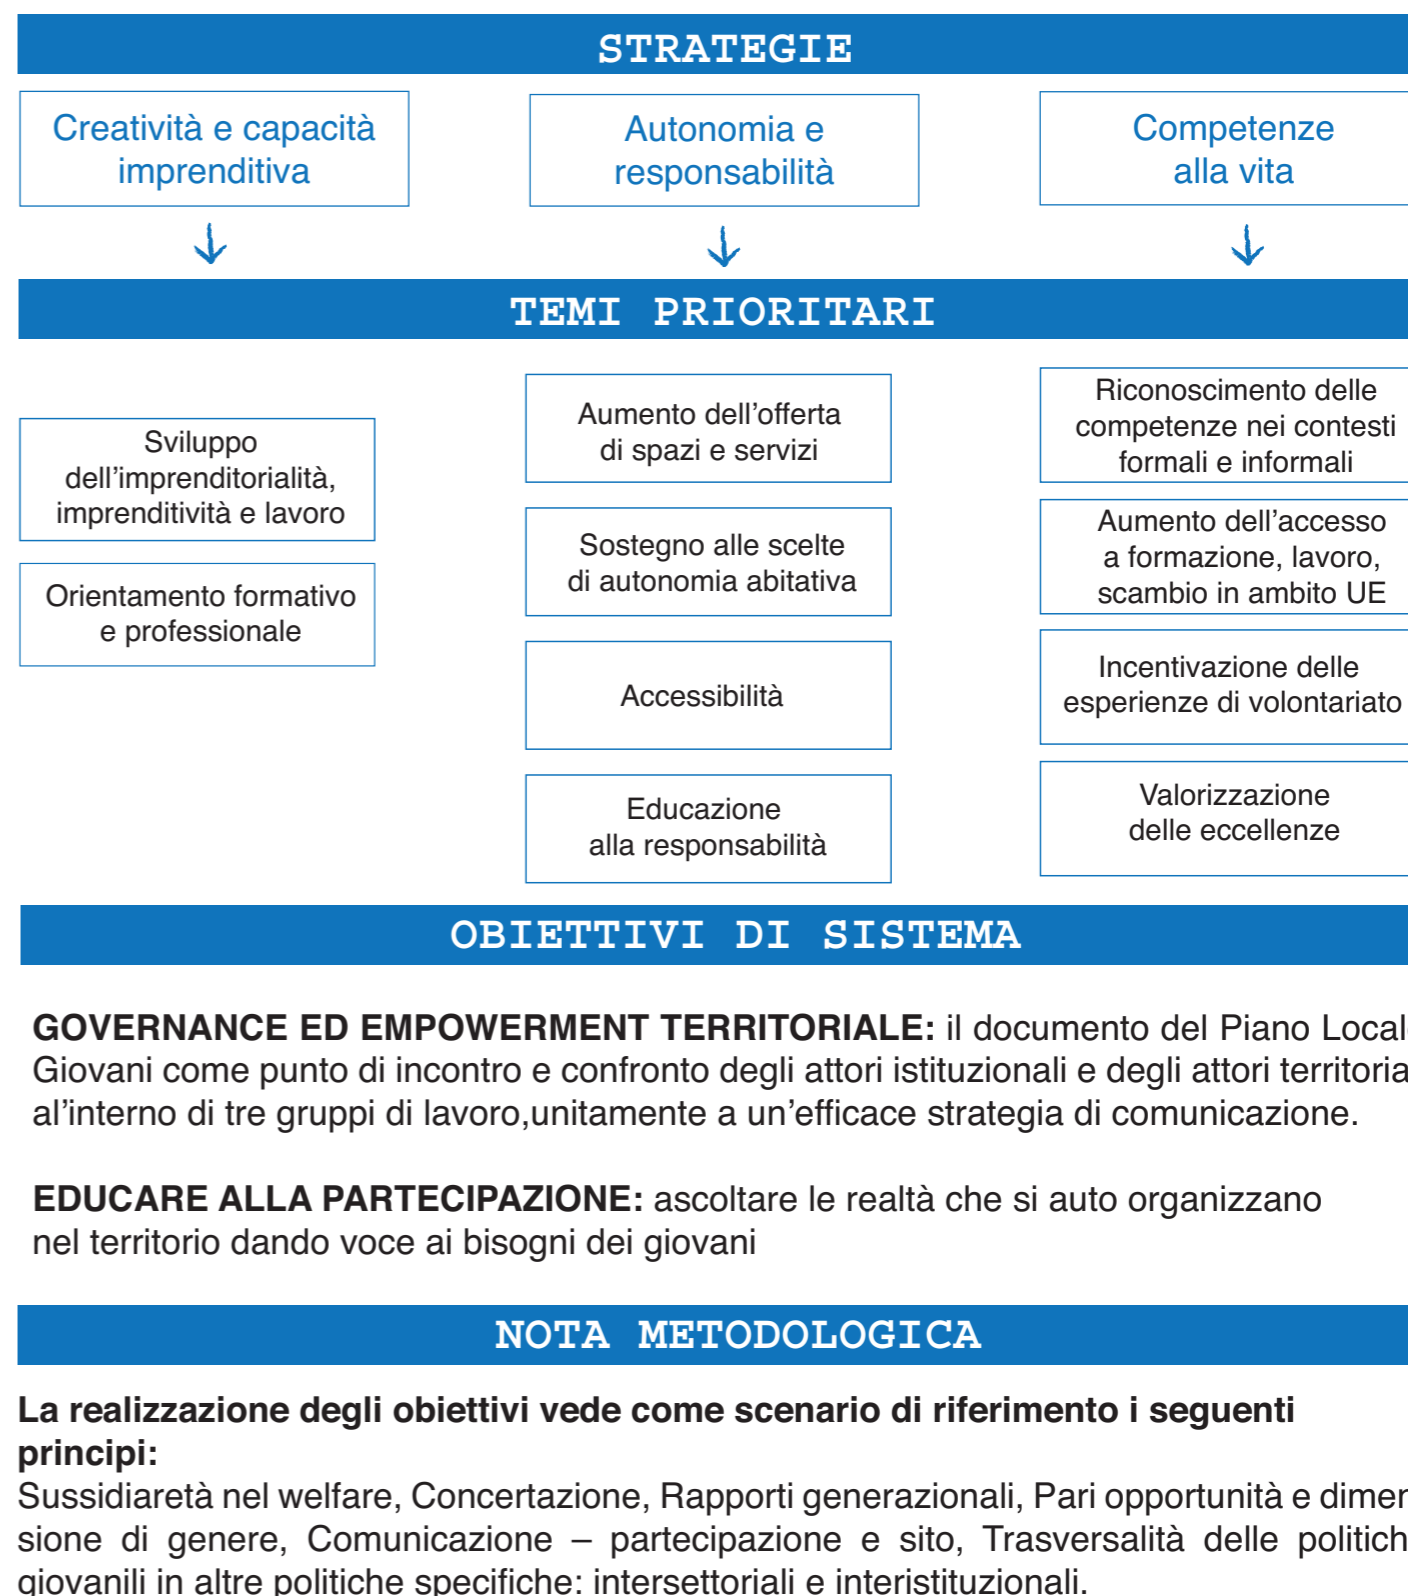 STRATEGIE
Creatività e capacità
imprenditiva
Autonomia e
responsabilità
Competenze
alla vita
TEMI PRIORITARI
Sviluppo
dell'imprenditorialità,
imprenditività e lavoro
Orientamento formativo
e professionale
Aumento dell'offerta
di spazi e servizi
Sostegno alle scelte
di autonomia abitativa
Accessibilità
Educazione
alla responsabilità
Riconoscimento delle
competenze nei contesti
formali e informali
Aumento dell'accesso
a formazione, lavoro,
scambio in ambito UE
Incentivazione delle
esperienze di volontariato
Valorizzazione
delle eccellenze
OBIETTIVI DI SISTEMA
GOVERNANCE ED EMPOWERMENT TERRITORIALE: il documento del Piano Local
Giovani come punto di incontro e confronto degli attori istituzionali e degli attori territoria
al'interno di tre gruppi di lavoro,unitamente a un'efficace strategia di comunicazione.
EDUCARE ALLA PARTECIPAZIONE: ascoltare le realtà che si auto organizzano
nel territorio dando voce ai bisogni dei giovani
NOTA METODOLOGICA
La realizzazione degli obiettivi vede come scenario di riferimento i seguenti
principi:
Sussidiaretà nel welfare, Concertazione, Rapporti generazionali, Pari opportunità e dimen
sione di genere, Comunicazione – partecipazione e sito, Trasversalità delle politich
giovanili in altre politiche specifiche: intersettoriali e interistituzionali.